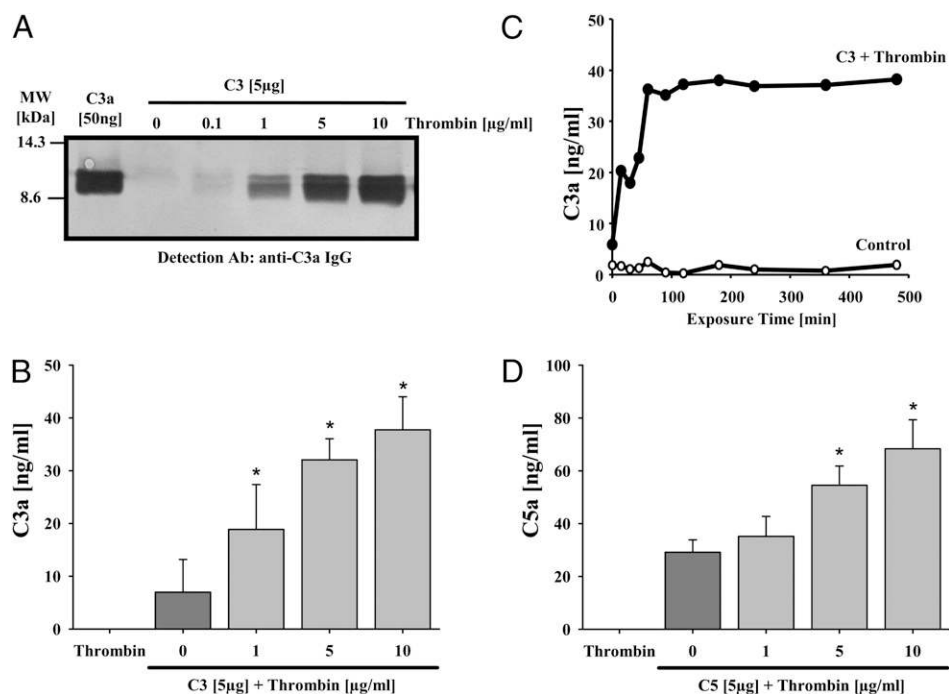 A
C3 [5µg]
MW
[kDa]
C3a
[50ng]
0 0.1 1 5 10 Thrombin [µg/ml]
14.3
8.6
Detection Ab: anti-C3a IgG
C
C3a [ng/ml]
50
40
30
20
10
0
C3 + Thrombin
Control
0 100 200 300 400 500
Exposure Time [min]
B
C3a [ng/ml]
50
40
30
20
10
0
* * *
Thrombin 0 1 5 10
C3 [5µg] + Thrombin [µg/ml]
D
C5a [ng/ml]
100
80
60
40
20
0
* *
Thrombin 0 1 5 10
C5 [5µg] + Thrombin [µg/ml]